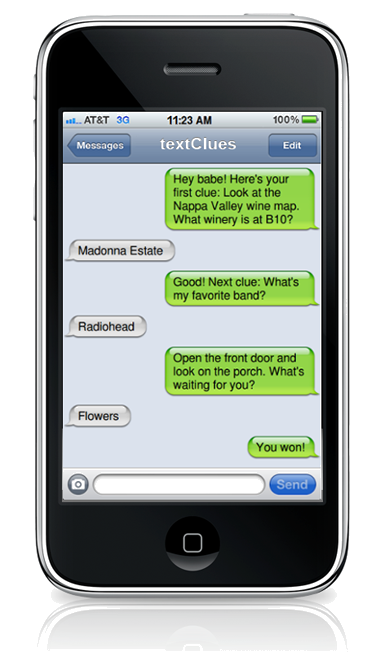 AT&T 3G 11:23 AM 100%
Messages textClues Edit
Hey babe! Here's your
first clue: Look at the
Nappa Valley wine map.
What winery is at B10?
Madonna Estate
Good! Next clue: What's
my favorite band?
Radiohead
Open the front door and
look on the porch. What's
waiting for you?
Flowers
You won!
Send